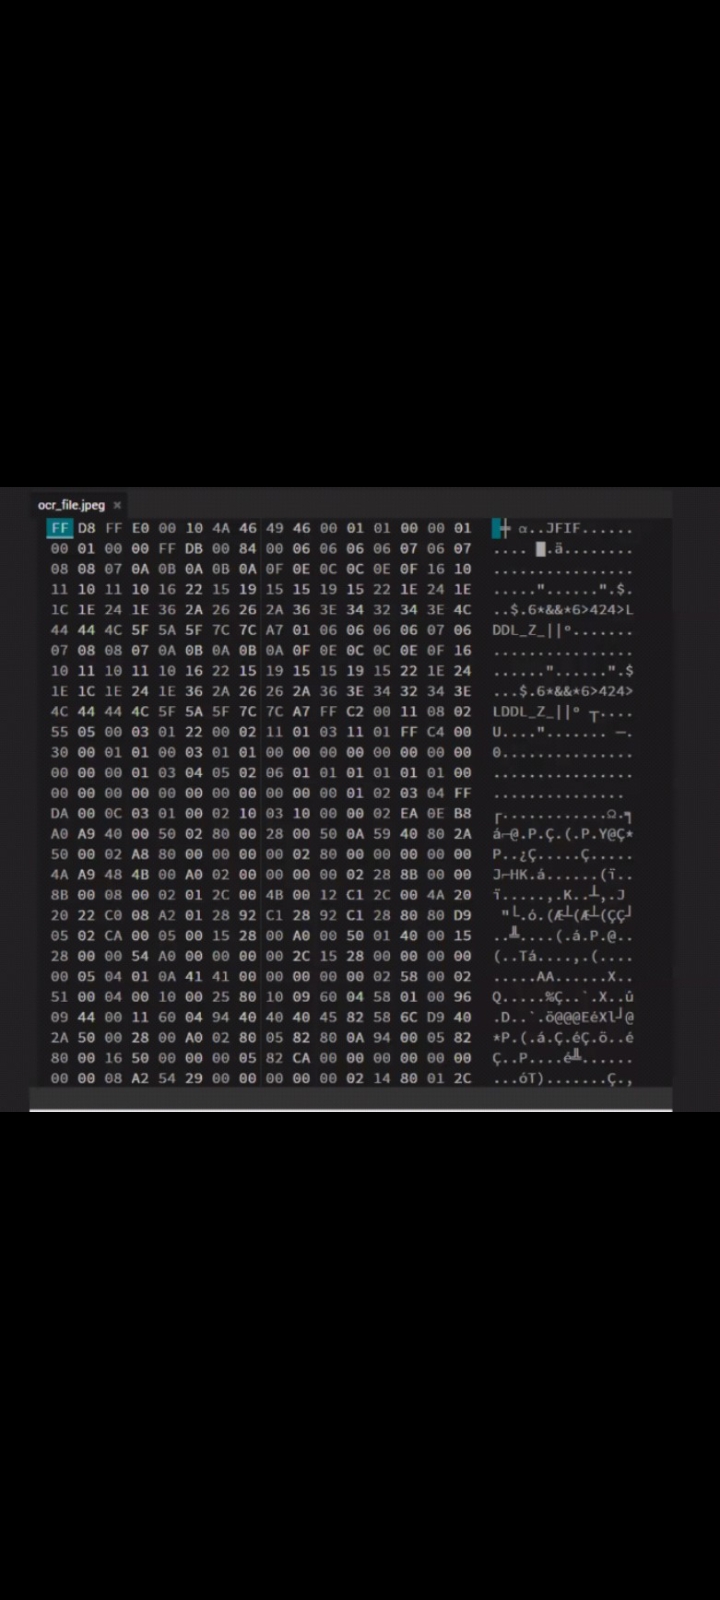 ocr_file.jpeg ×
FF D8 FF E0 00 10 4A 46 49 46 00 01 01 00 00 01 █╪ α..JFIF......
00 01 00 00 FF DB 00 84 00 06 06 06 06 07 06 07 .... █.ä........
08 08 07 0A 0B 0A 0B 0A 0F 0E 0C 0C 0E 0F 16 10 ................
11 10 11 10 16 22 15 19 15 15 19 15 22 1E 24 1E ....."......".$.
1C 1E 24 1E 36 2A 26 26 2A 36 3E 34 32 34 3E 4C ..$.6*&&*6>424>L
44 44 4C 5F 5A 5F 7C 7C A7 01 06 06 06 06 07 06 DDL_Z_||º.......
07 08 08 07 0A 0B 0A 0B 0A 0F 0E 0C 0C 0E 0F 16 ................
10 11 10 11 10 16 22 15 19 15 15 19 15 22 1E 24 ......"......".$
1E 1C 1E 24 1E 36 2A 26 26 2A 36 3E 34 32 34 3E ...$.6*&&*6>424>
4C 44 44 4C 5F 5A 5F 7C 7C A7 FF C2 00 11 08 02 LDDL_Z_||º ┬....
55 05 00 03 01 22 00 02 11 01 03 11 01 FF C4 00 U...."....... ─.
30 00 01 01 00 03 01 01 00 00 00 00 00 00 00 00 0...............
00 00 00 01 03 04 05 02 06 01 01 01 01 01 01 00 ................
00 00 00 00 00 00 00 00 00 00 00 01 02 03 04 FF ...............
DA 00 0C 03 01 00 02 10 03 10 00 00 02 EA 0E B8 ┌............Ω.╕
A0 A9 40 00 50 02 80 00 28 00 50 0A 59 40 80 2A á⌐@.P.Ç.(.P.Y@Ç*
50 00 02 A8 80 00 00 00 00 02 80 00 00 00 00 00 P..¿Ç.....Ç.....
4A A9 48 4B 00 A0 02 00 00 00 00 02 28 8B 00 00 J⌐HK.á......(ï..
8B 00 08 00 02 01 2C 00 4B 00 12 C1 2C 00 4A 20 ï.....,.K..┴,.J
20 22 C0 08 A2 01 28 92 C1 28 92 C1 28 80 80 D9 "└.ó.(Æ┴(Æ┴(ÇÇ┘
05 02 CA 00 05 00 15 28 00 A0 00 50 01 40 00 15 ..╩....(.á.P.@..
28 00 00 54 A0 00 00 00 00 2C 15 28 00 00 00 00 (..Tá....,.(....
00 05 04 01 0A 41 41 00 00 00 00 00 02 58 00 02 .....AA......X..
51 00 04 00 10 00 25 80 10 09 60 04 58 01 00 96 Q.....%Ç..`.X..û
09 44 00 11 60 04 94 40 40 40 45 82 58 6C D9 40 .D..`.ö@@@EéXl┘@
2A 50 00 28 00 A0 02 80 05 82 80 0A 94 00 05 82 *P.(.á.Ç.éÇ.ö..é
80 00 16 50 00 00 00 05 82 CA 00 00 00 00 00 00 Ç..P....é╩......
00 00 08 A2 54 29 00 00 00 00 00 02 14 80 01 2C ...óT).......Ç.,